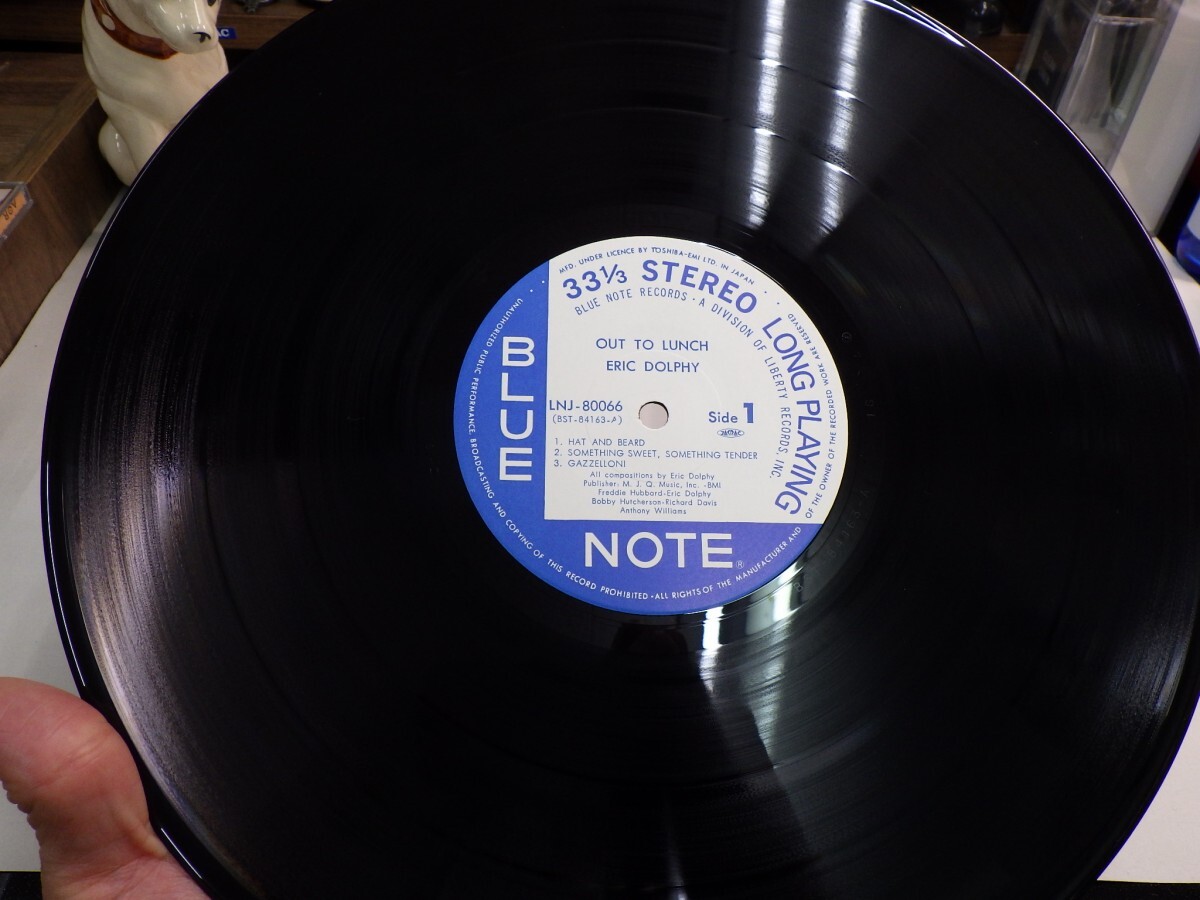 MFD. UNDER LICENCE BY TOSHIBA-EMI LTD. IN JAPAN
33⅓ STEREO LONG PLAYING
BLUE NOTE RECORDS · A DIVISION OF LIBERTY RECORDS, INC.
OUT TO LUNCH
ERIC DOLPHY
LNJ-80066
(BST-84163-A)
Side 1
1. HAT AND BEARD
2. SOMETHING SWEET, SOMETHING TENDER
3. GAZZELLONI
All compositions by Eric Dolphy
Publisher: M. J. Q. Music, Inc. -BMI
Freddie Hubbard-Eric Dolphy
Bobby Hutcherson-Richard Davis
Anthony Williams
BLUE
NOTE®
UNAUTHORIZED PUBLIC PERFORMANCE, BROADCASTING AND COPYING OF THIS RECORD PROHIBITED - ALL RIGHTS OF THE MANUFACTURER AND OF THE OWNER OF THE RECORDED WORK ARE RESERVED